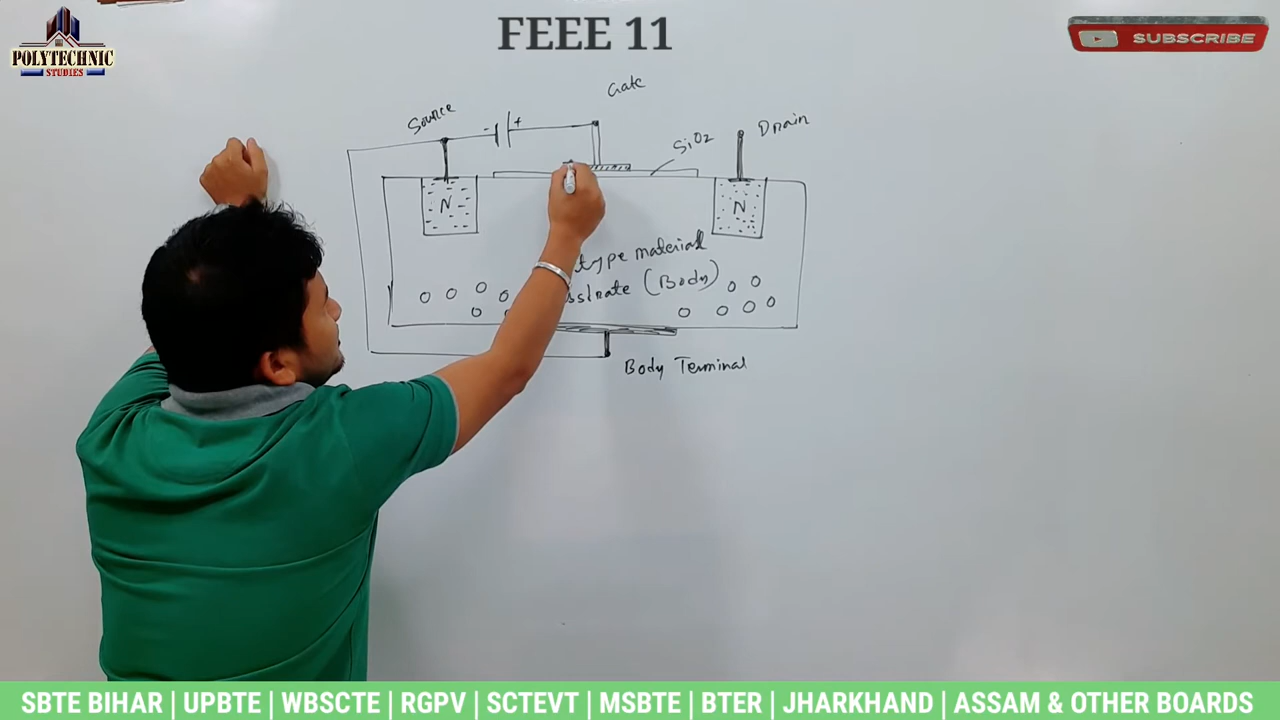 FEEE 11
POLYTECHNIC
STUDIES
SUBSCRIBE
Gate
Source
- +
SiO2
Drain
N
N
type material
(Body)
Body Terminal
SBTE BIHAR | UPBTE | WBSCTE | RGPV | SCTEVT | MSBTE | BTER | JHARKHAND | ASSAM & OTHER BOARDS